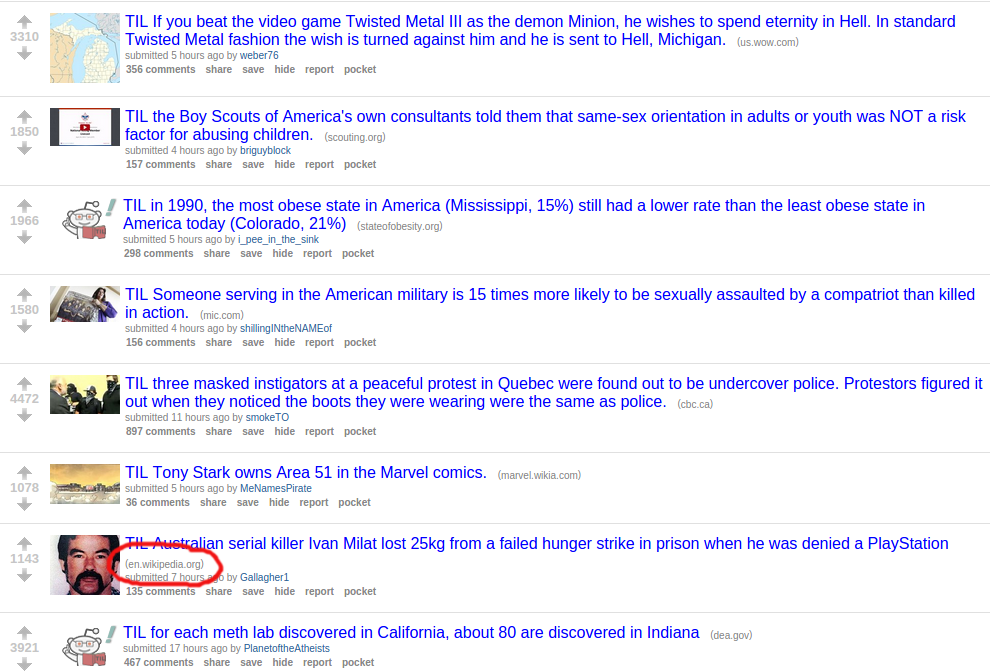 TIL If you beat the video game Twisted Metal III as the demon Minion, he wishes to spend eternity in Hell. In standard
3310
Twisted Metal fashion the wish is turned against him and he is sent to Hell, Michigan. (us.wow.com)
submitted 5 hours ago by weber76
356 comments share save hide report pocket
TIL the Boy Scouts of America's own consultants told them that same-sex orientation in adults or youth was NOT a risk
1850
factor for abusing children. (scouting.org)
submitted 4 hours ago by briguyblock
157 comments share save hide report pocket
TIL in 1990, the most obese state in America (Mississippi, 15%) still had a lower rate than the least obese state in
1966
America today (Colorado, 21%) (stateofobesity.org)
submitted 5 hours ago by i_pee_in_the_sink
298 comments share save hide report pocket
TIL Someone serving in the American military is 15 times more likely to be sexually assaulted by a compatriot than killed
1580
in action. (mic.com)
submitted 4 hours ago by shillingINtheNAMEof
156 comments share save hide report pocket
TIL three masked instigators at a peaceful protest in Quebec were found out to be undercover police. Protestors figured it
4472
out when they noticed the boots they were wearing were the same as police. (cbc.ca)
submitted 11 hours ago by smokeTO
897 comments share save hide report pocket
TIL Tony Stark owns Area 51 in the Marvel comics. (marvel.wikia.com)
1078
submitted 5 hours ago by MeNamesPirate
36 comments share save hide report pocket
TIL Australian serial killer Ivan Milat lost 25kg from a failed hunger strike in prison when he was denied a PlayStation
1143
(en.wikipedia.org)
submitted 7 hours ago by Gallagher1
135 comments share save hide report pocket
TIL for each meth lab discovered in California, about 80 are discovered in Indiana (dea.gov)
3921
submitted 17 hours ago by PlanetoftheAtheists
467 comments share save hide report pocket